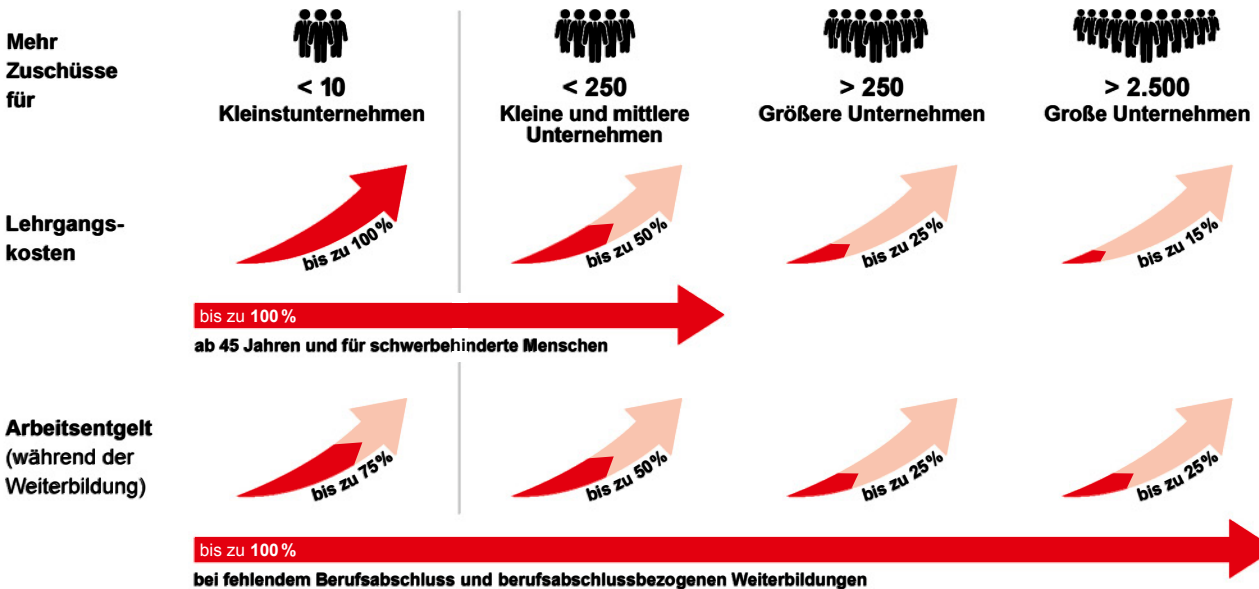 Mehr
Zuschüsse
für
< 10
Kleinstunternehmen
< 250
Kleine und mittlere
Unternehmen
> 250
Größere Unternehmen
> 2.500
Große Unternehmen
Lehrgangs-
kosten
bis zu 100 %
bis zu 50 %
bis zu 25 %
bis zu 15 %
bis zu 100 %
ab 45 Jahren und für schwerbehinderte Menschen
Arbeitsentgelt
(während der
Weiterbildung)
bis zu 75 %
bis zu 50 %
bis zu 25 %
bis zu 25 %
bis zu 100 %
bei fehlendem Berufsabschluss und berufsabschlussbezogenen Weiterbildungen